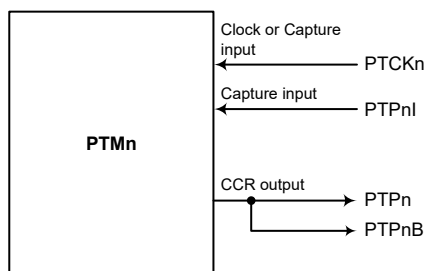 Clock or Capture
input
PTCKn
Capture input
PTPnI
PTMn
CCR output
PTPn
PTPnB